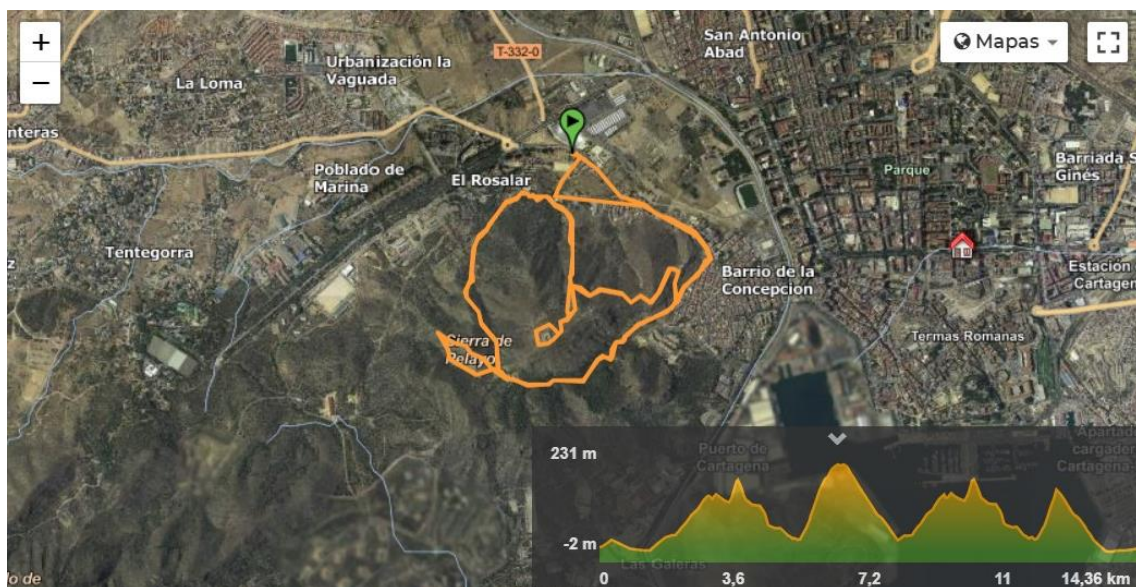 +
−
T-332-0
San Antonio
Abad
Mapas
Urbanización la
Vaguada
La Loma
nteras
Poblado de
Marina
El Rosalar
Parque
Barriada S
Ginés
Tentegorra
z
Barrio de la
Concepcion
Estación
Cartagen
Termas Romanas
Sierra de
Pelayo
231 m
-2 m
Puerto de
Cartagena
Apartad
cargador
Cartagena-
Las Galeras
0
3,6
7,2
11
14,36 km
lo de